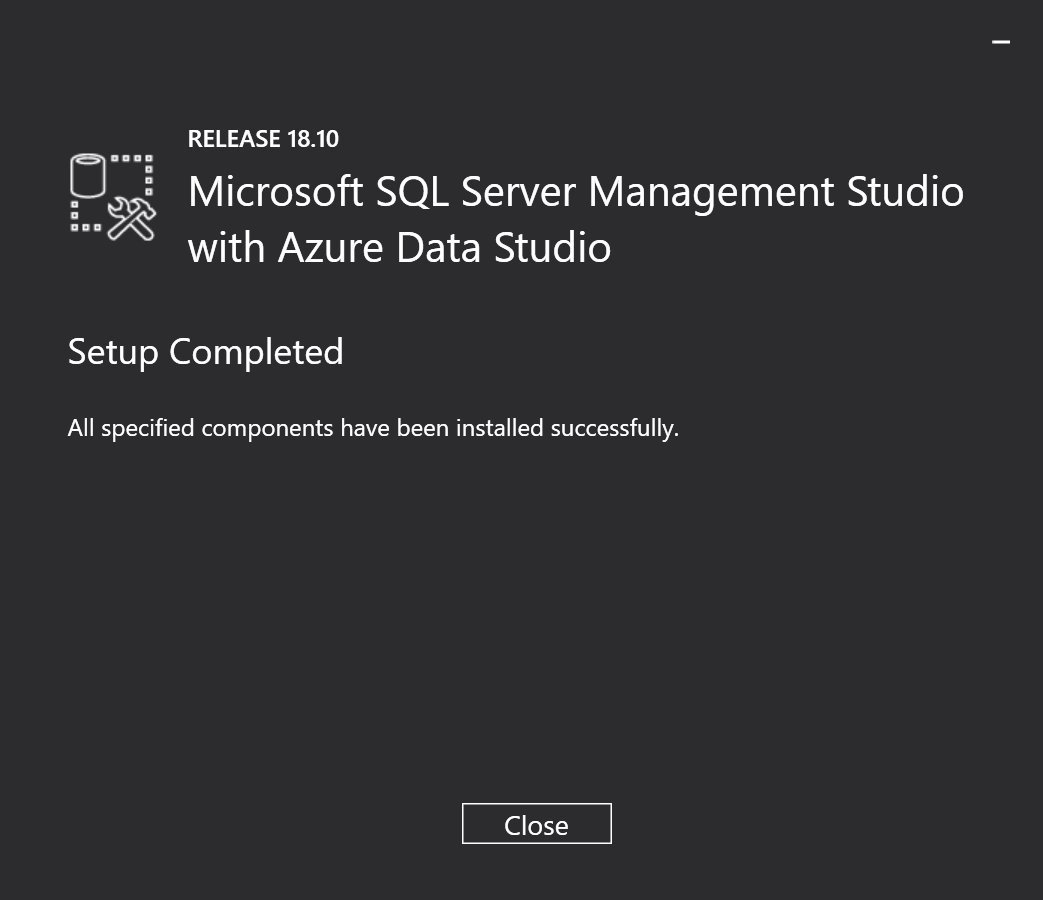 RELEASE 18.10
Microsoft SQL Server Management Studio
with Azure Data Studio
Setup Completed
All specified components have been installed successfully.
Close